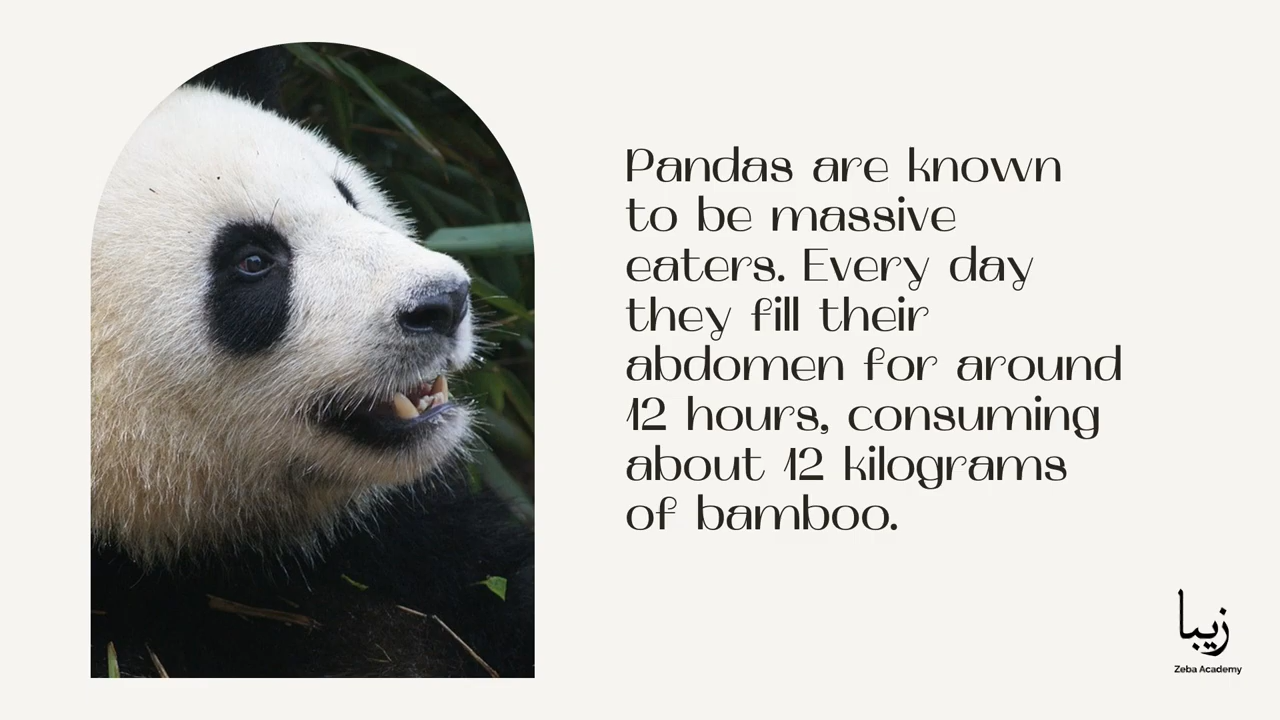 Pandas are known
to be massive
eaters. Every day
they fill their
abdomen for around
12 hours, consuming
about 12 kilograms
of bamboo.
زیبا
Zeba Academy